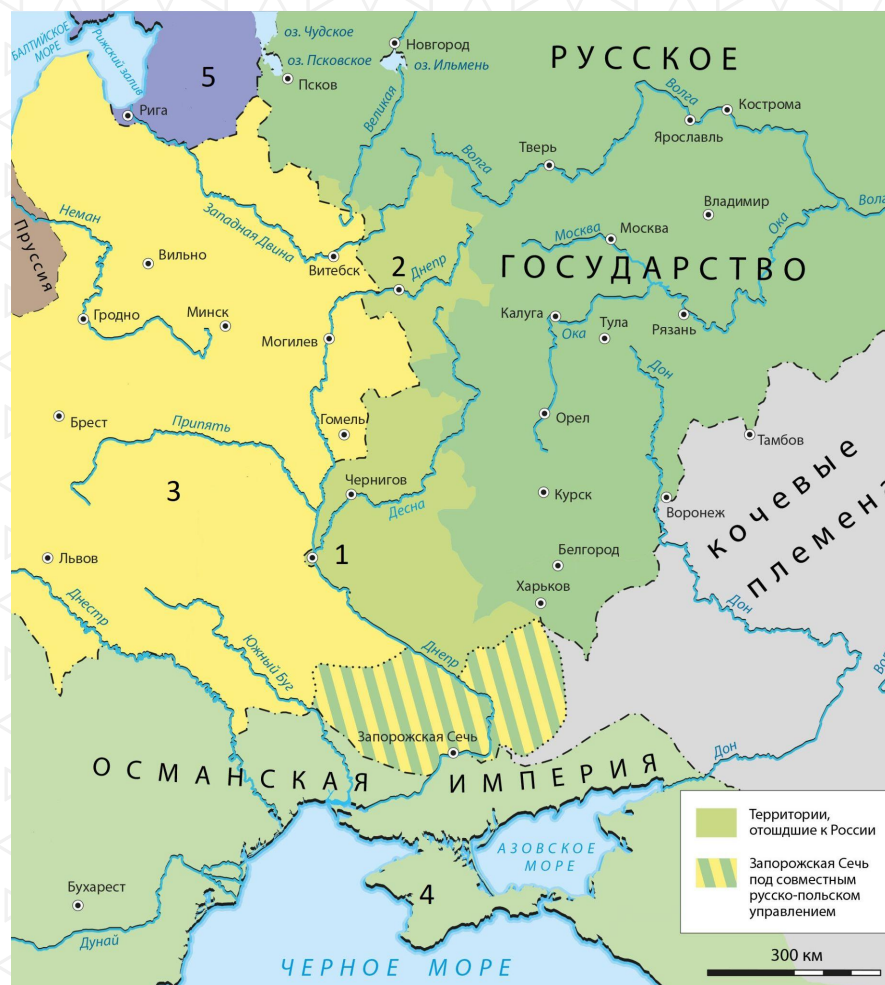 БАЛТИЙСКОЕ
МОРЕ
Рижский залив
5
оз. Чудское
оз. Псковское
Псков
Новгород
оз. Ильмень
Великая
РУССКОЕ
Волга
Кострома
Ярославль
Рига
Тверь
Волга
Владимир
Ока
Неман
Западная Двина
Москва
Москва
Пруссия
Вильно
Витебск
2
Днепр
ГОСУДАРСТВО
Гродно
Минск
Могилев
Калуга
Ока
Тула
Рязань
Дон
Брест
Припять
Гомель
Орел
Тамбов
3
Чернигов
Десна
Курск
Воронеж
КОЧЕВЫЕ
ПЛЕМЕНА
Львов
1
Белгород
Харьков
Днестр
Южный Буг
Днепр
Дон
Запорожская Сечь
Дон
ОСМАНСКАЯ ИМПЕРИЯ
АЗОВСКОЕ
МОРЕ
4
Бухарест
Дунай
ЧЕРНОЕ МОРЕ
Территории,
отошдшие к России
Запорожская Сечь
под совместным
русско-польским
управлением
300 км